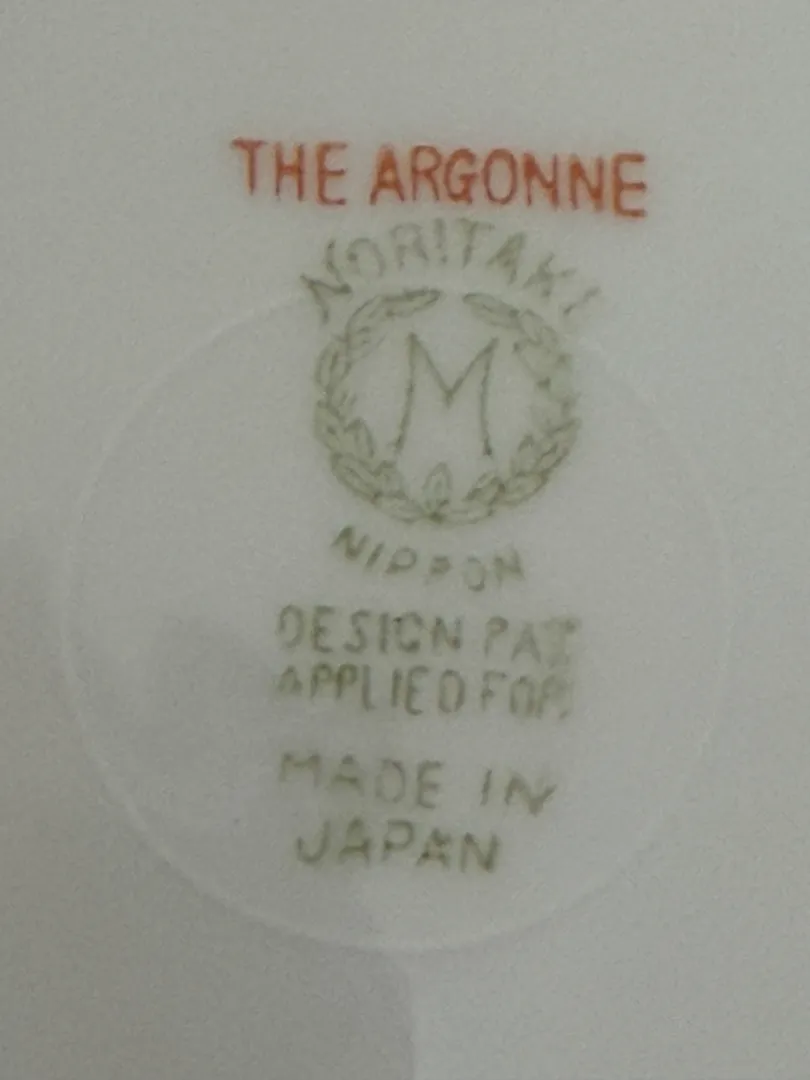 THE ARGONNE
NORITAKE
M
NIPPON
DESIGN PAT
APPLIED FOR
MADE IN
JAPAN